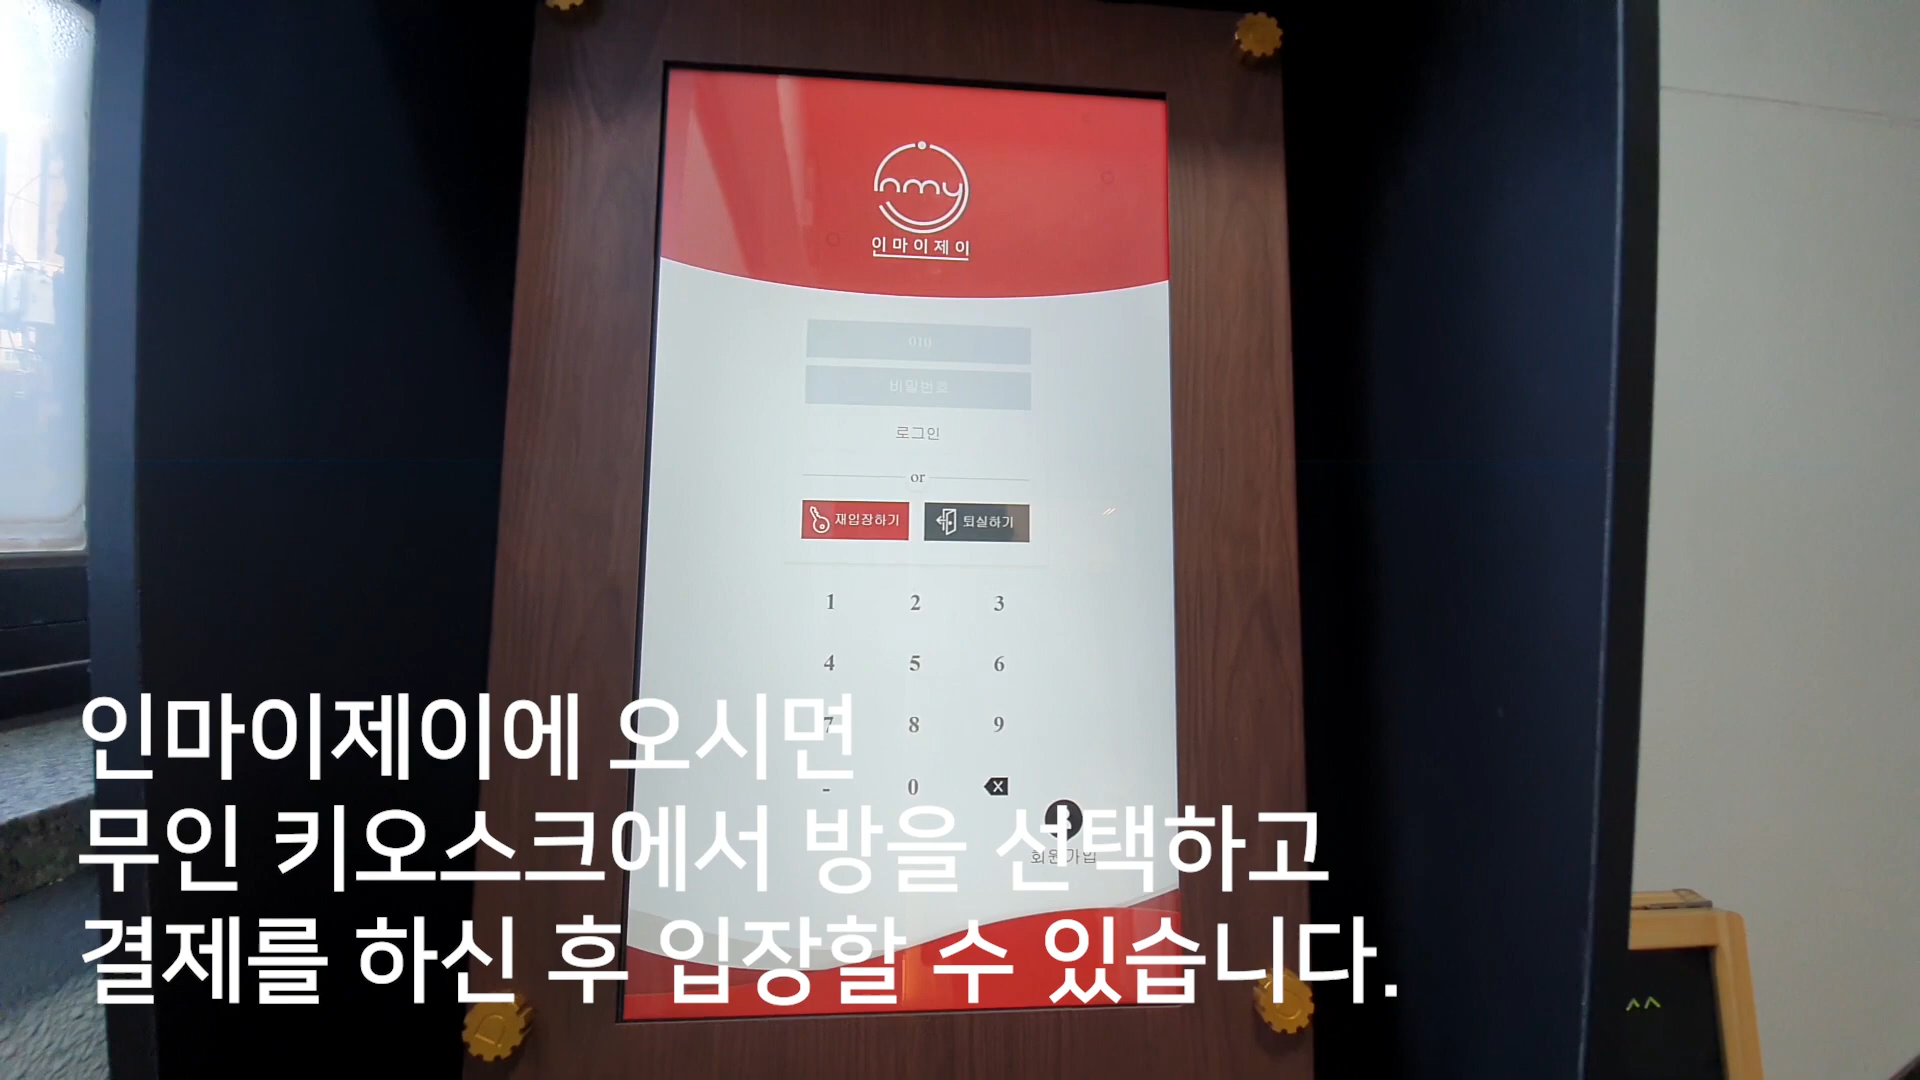 inmy
인마이제이
010
비밀번호
로그인
or
재입장하기 퇴실하기
1 2 3
4 5 6
7 8 9
- 0
회원가입
인마이제이에 오시면
무인 키오스크에서 방을 선택하고
결제를 하신 후 입장할 수 있습니다.
^^